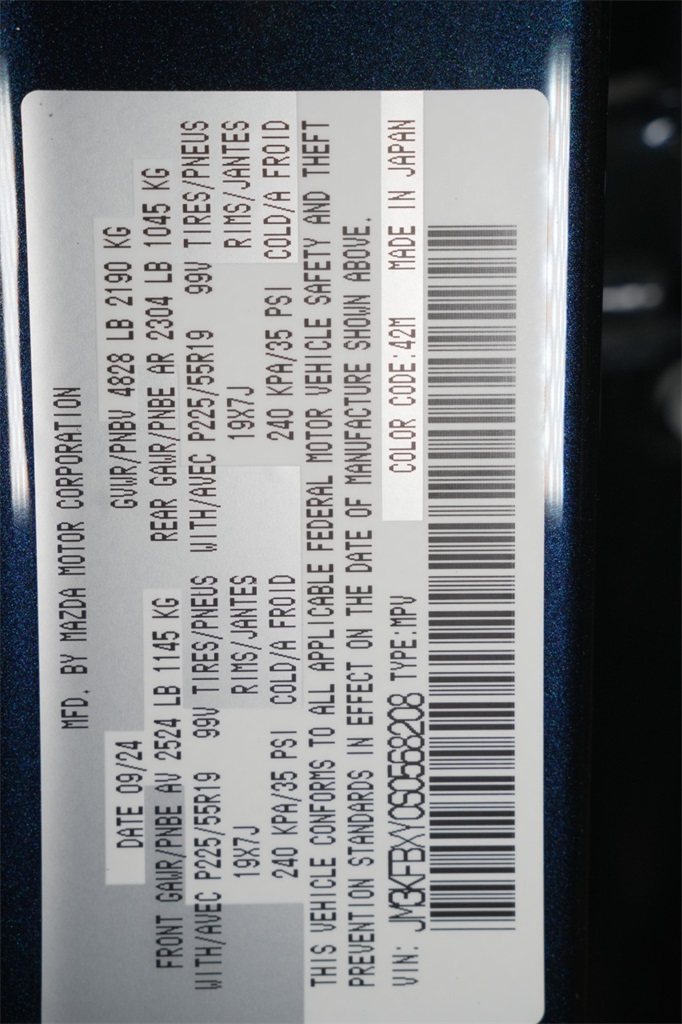 MFD. BY MAZDA MOTOR CORPORATION
DATE 09/24 GVWR/PNBV 4828 LB 2190 KG
FRONT GAWR/PNBE AV 2524 LB 1145 KG REAR GAWR/PNBE AR 2304 LB 1045 KG
WITH/AVEC P225/55R19 99V TIRES/PNEUS WITH/AVEC P225/55R19 99V TIRES/PNEUS
19X7J RIMS/JANTES 19X7J RIMS/JANTES
240 KPA/35 PSI COLD/A FROID 240 KPA/35 PSI COLD/A FROID
THIS VEHICLE CONFORMS TO ALL APPLICABLE FEDERAL MOTOR VEHICLE SAFETY AND THEFT
PREVENTION STANDARDS IN EFFECT ON THE DATE OF MANUFACTURE SHOWN ABOVE.
VIN: JM3KFBXY0S0568208 TYPE:MPV COLOR CODE:42M MADE IN JAPAN